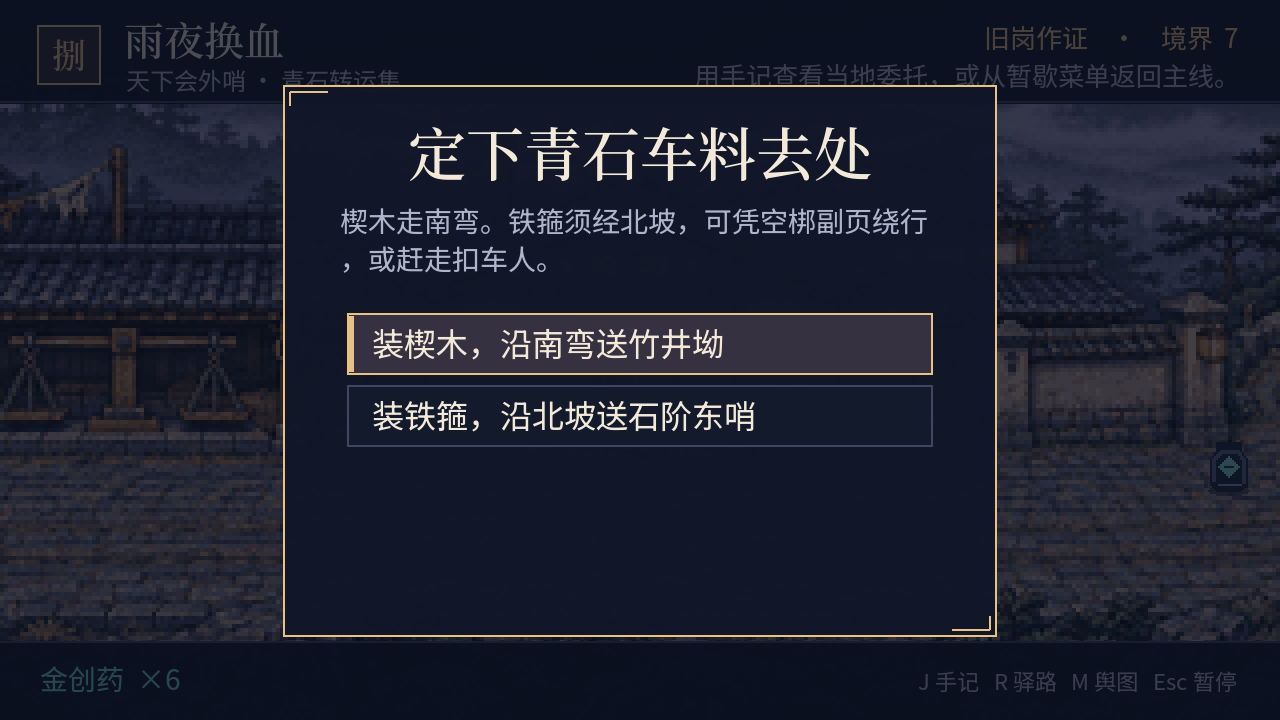 捌
雨夜换血
天下会外哨 • 青石转运集
旧岗作证 • 境界 7
用手记查看当地委托，或从暂歇菜单返回主线。
定下青石车料去处
楔木走南弯。铁箍须经北坡，可凭空梆副页绕行
，或赶走扣车人。
装楔木，沿南弯送竹井坳
装铁箍，沿北坡送石阶东哨
金创药 ×6
J 手记 R 驿路 M 舆图 Esc 暂停